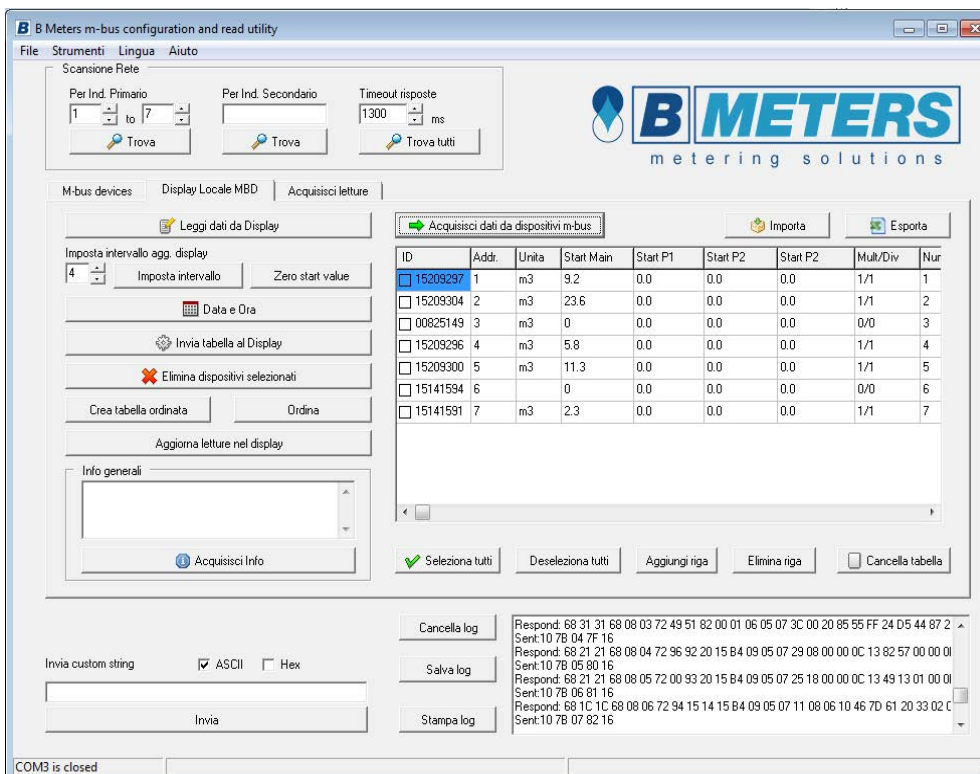 B B Meters m-bus configuration and read utility
File Strumenti Lingua Aiuto
Scansione Rete
Per Ind. Primario Per Ind. Secondario Timeout risposte
1 to 7 1300 ms
Trova Trova Trova tutti
B METERS
metering solutions
M-bus devices Display Locale MBD Acquisisci letture
Leggi dati da Display Acquisisci dati da dispositivi m-bus Importa Esporta
Imposta intervallo agg. display
4 Imposta intervallo Zero start value
Data e Ora
Invia tabella al Display
Elimina dispositivi selezionati
Crea tabella ordinata Ordina
Aggiorna letture nel display
Info generali
Acquisisci Info
ID Addr. Unita Start Main Start P1 Start P2 Start P2 Mult/Div Nur
15209297 1 m3 9.2 0.0 0.0 0.0 1/1 1
15209304 2 m3 23.6 0.0 0.0 0.0 1/1 2
00825149 3 m3 0 0.0 0.0 0.0 0/0 3
15209296 4 m3 5.8 0.0 0.0 0.0 1/1 4
15209300 5 m3 11.3 0.0 0.0 0.0 1/1 5
15141594 6 0 0.0 0.0 0.0 0/0 6
15141591 7 m3 2.3 0.0 0.0 0.0 1/1 7
Seleziona tutti Deseleziona tutti Aggiungi riga Elimina riga Cancella tabella
Cancella log
Salva log
Stampa log
Respond: 68 31 31 68 08 03 72 49 51 82 00 01 06 05 07 3C 00 20 85 55 FF 24 D5 44 87 2
Sent:10 7B 04 7F 16
Respond: 68 21 21 68 08 04 72 96 92 20 15 B4 09 05 07 29 08 00 00 0C 13 82 57 00 00
Sent:10 7B 05 80 16
Respond: 68 21 21 68 08 05 72 00 93 20 15 B4 09 05 07 25 18 00 00 0C 13 49 13 01 00
Sent:10 7B 06 81 16
Respond: 68 1C 1C 68 08 06 72 94 15 14 15 B4 09 05 07 11 08 06 10 46 7D 61 20 33 02
Sent:10 7B 07 82 16
Invia custom string ASCII Hex
Invia
COM3 is closed